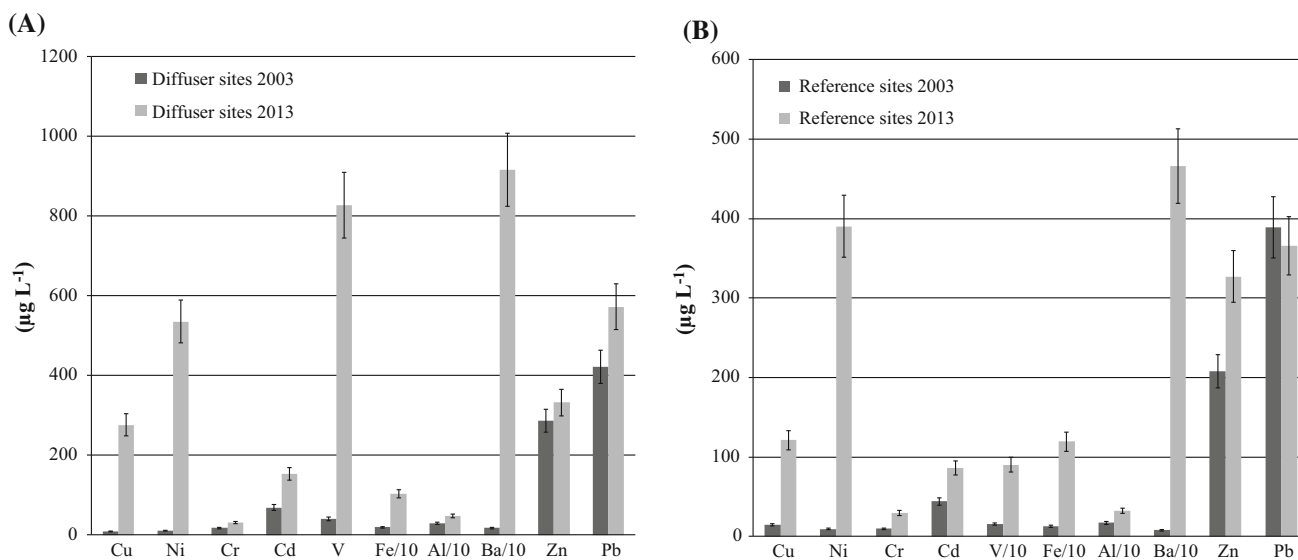 (A)
(µg L-1)
1200
1000
800
600
400
200
0
Diffuser sites 2003
Diffuser sites 2013
Cu Ni Cr Cd V Fe/10 Al/10 Ba/10 Zn Pb
(B)
(µg L-1)
600
500
400
300
200
100
0
Reference sites 2003
Reference sites 2013
Cu Ni Cr Cd V/10 Fe/10 Al/10 Ba/10 Zn Pb